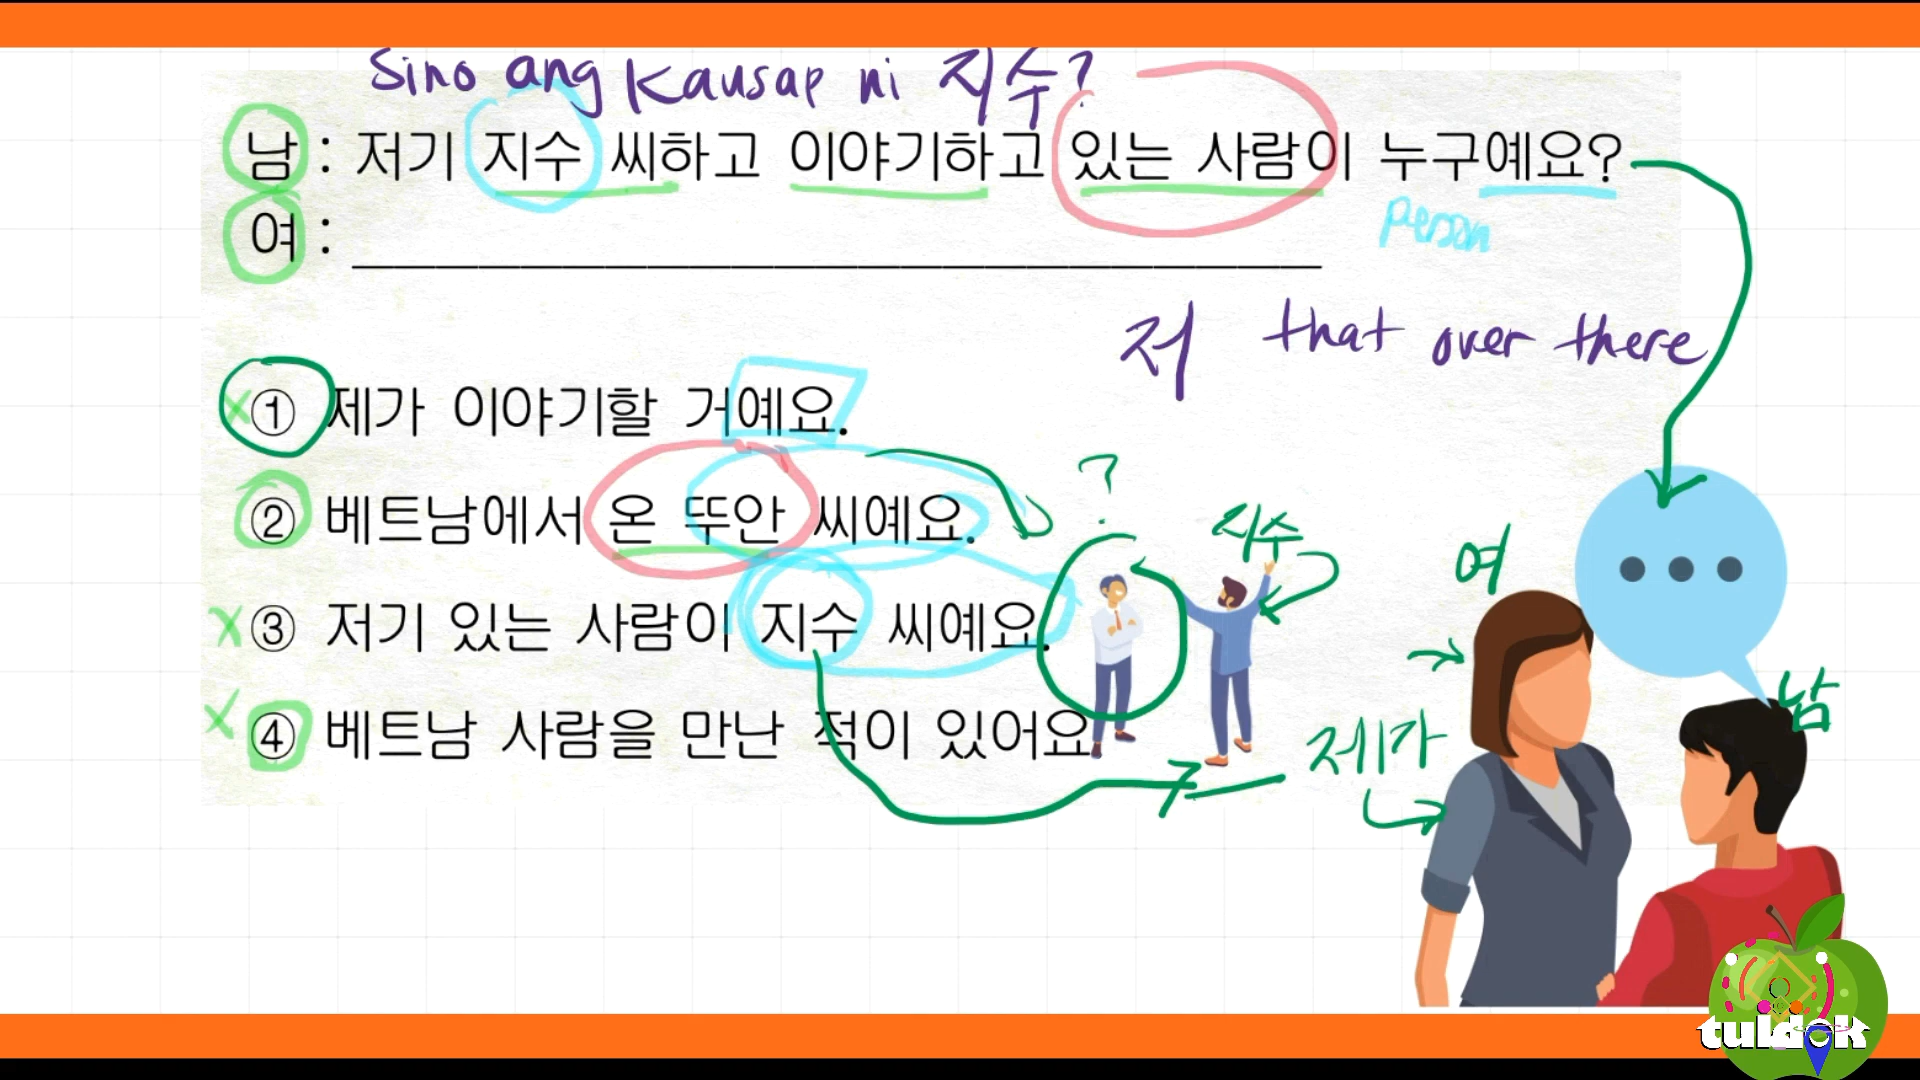 Sino ang kausap ni 지수?
남 : 저기 지수 씨하고 이야기하고 있는 사람이 누구예요?
person
여 : ______________________
저 that over there
x ① 제가 이야기할 거예요.
② 베트남에서 온 뚜안 씨예요.
? 지수
여
x ③ 저기 있는 사람이 지수 씨예요.
남
x ④ 베트남 사람을 만난 적이 있어요
제가
tuldok